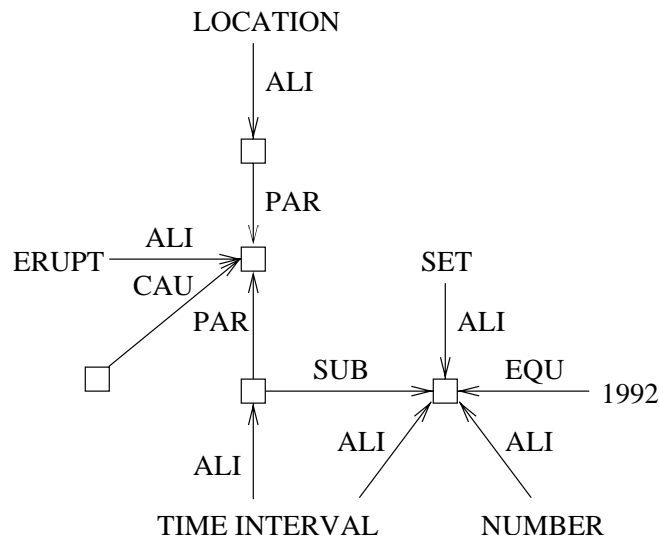 LOCATION
ALI
PAR
ALI
ERUPT
SET
CAU
ALI
PAR
SUB
EQU
1992
ALI
ALI
ALI
TIME INTERVAL
NUMBER